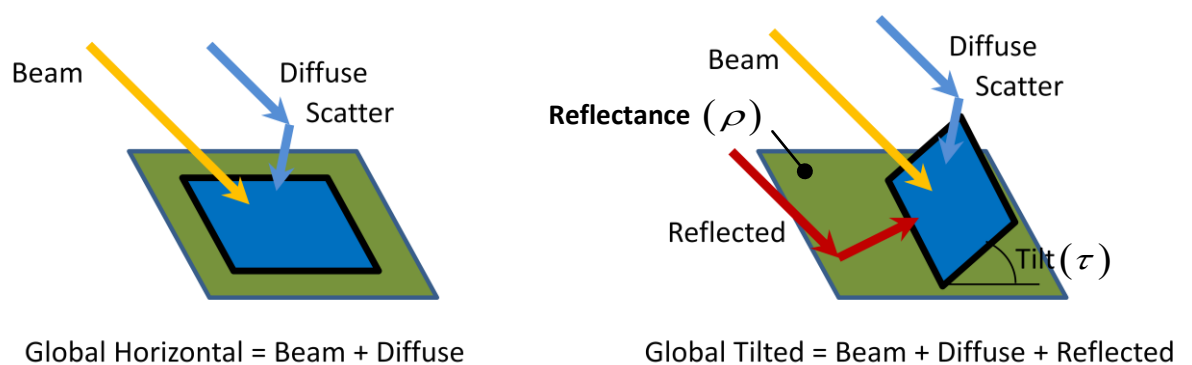 Beam
Diffuse
Scatter
Global Horizontal = Beam + Diffuse
Beam
Diffuse
Scatter
Reflectance (ρ)
Reflected
Tilt (τ)
Global Tilted = Beam + Diffuse + Reflected